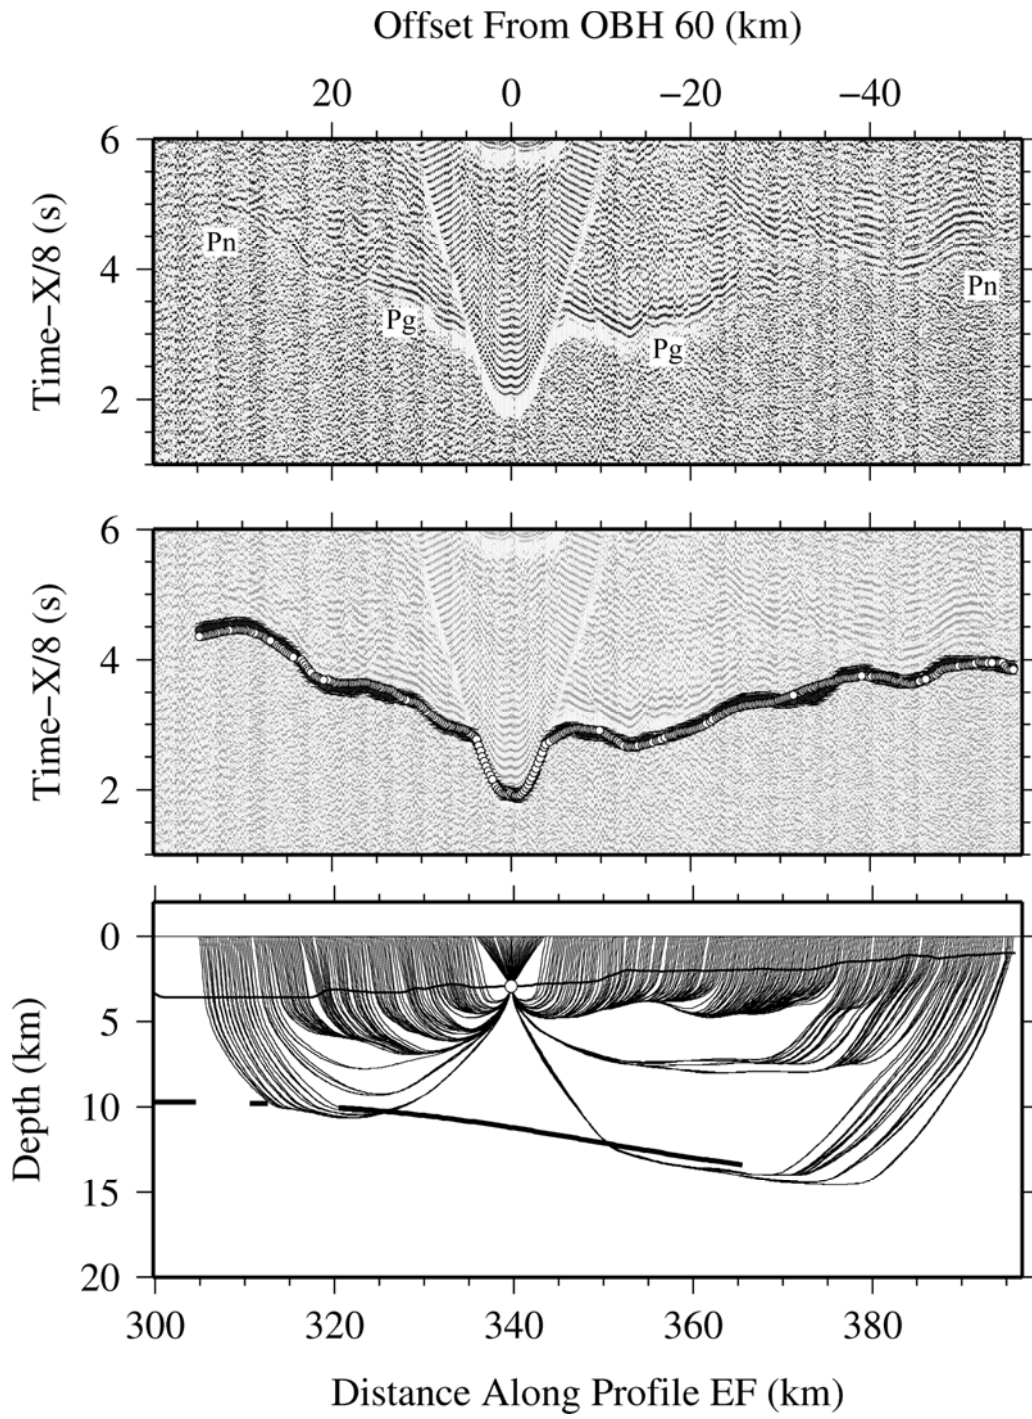 Offset From OBH 60 (km)
20 0 −20 −40
6
4
2
Time−X/8 (s)
Pn
Pg
Pg
Pn
6
4
2
Time−X/8 (s)
0
5
10
15
20
Depth (km)
300 320 340 360 380
Distance Along Profile EF (km)